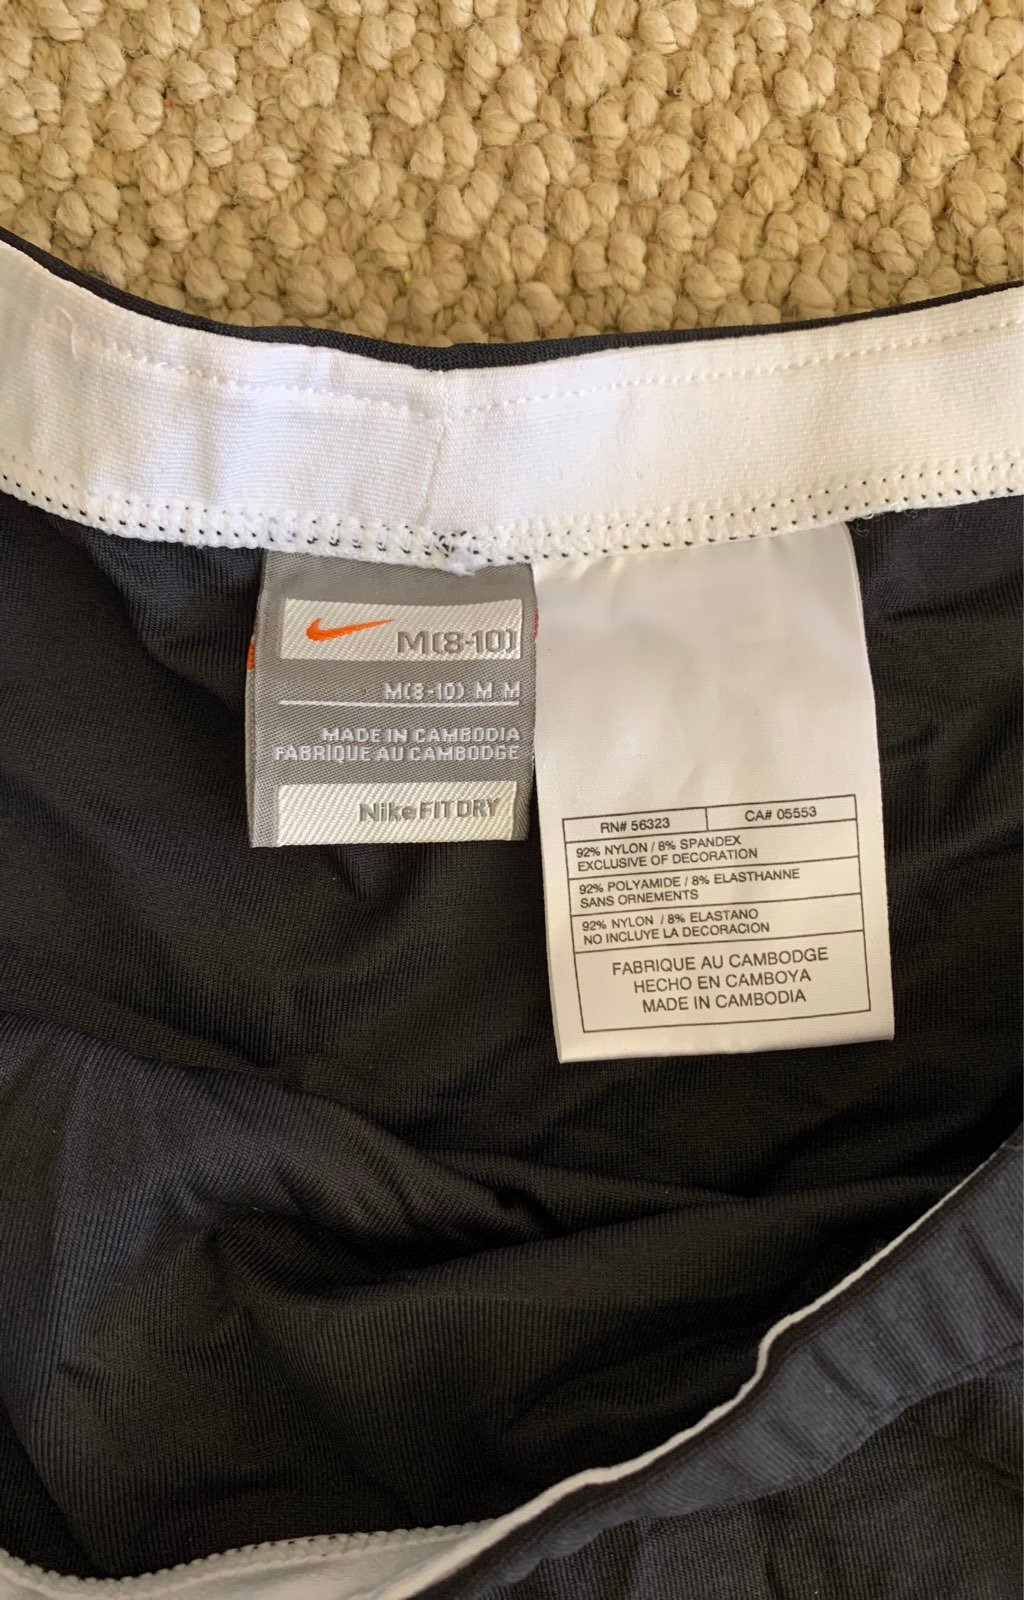 M(8-10)
M(8-10) M M
MADE IN CAMBODIA
FABRIQUE AU CAMBODGE
Nike FIT DRY
RN# 56323 CA# 05553
92% NYLON / 8% SPANDEX
EXCLUSIVE OF DECORATION
92% POLYAMIDE / 8% ELASTHANNE
SANS ORNEMENTS
92% NYLON / 8% ELASTANO
NO INCLUYE LA DECORACION
FABRIQUE AU CAMBODGE
HECHO EN CAMBOYA
MADE IN CAMBODIA